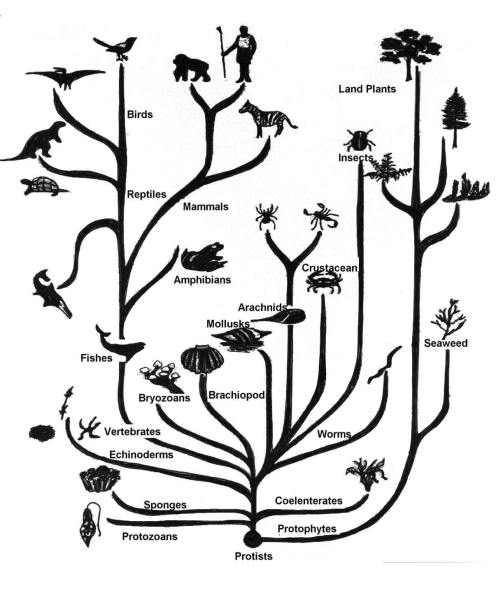 Birds
Land Plants
Insects
Reptiles
Mammals
Amphibians
Crustacean
Arachnids
Mollusks
Fishes
Seaweed
Bryozoans
Brachiopod
Vertebrates
Worms
Echinoderms
Sponges
Coelenterates
Protozoans
Protophytes
Protists